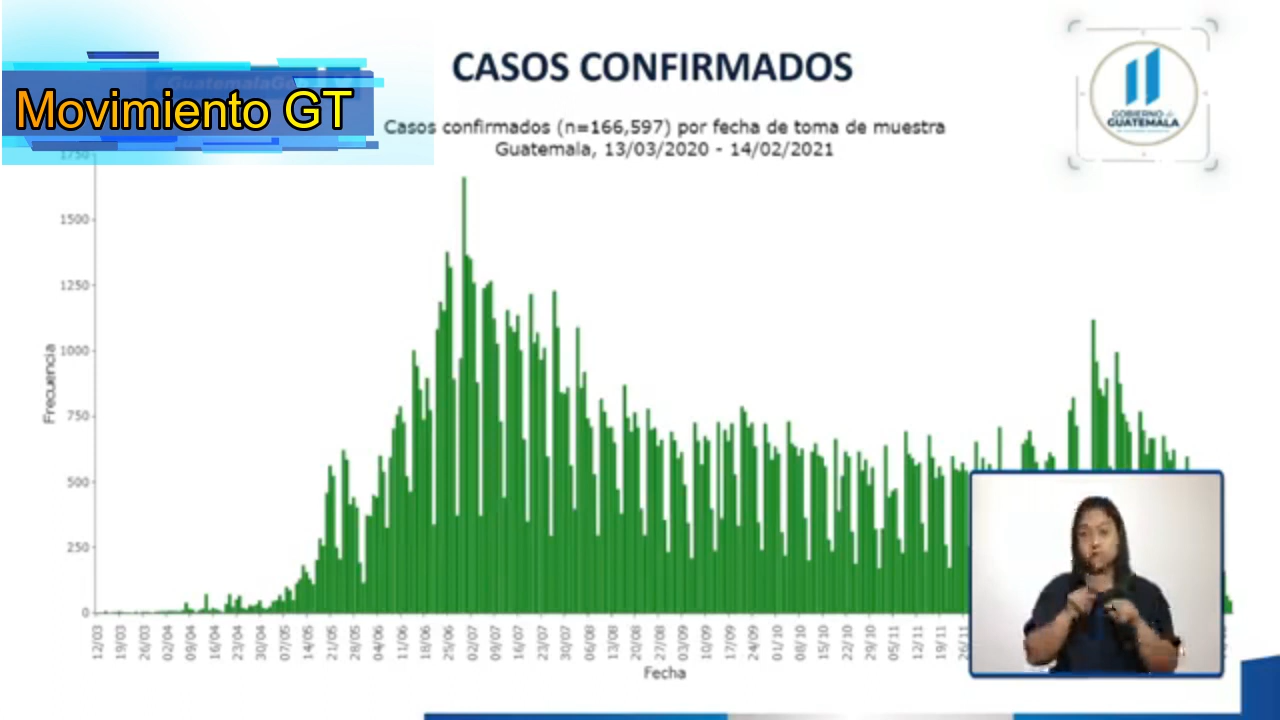 CASOS CONFIRMADOS
Movimiento GT
Casos confirmados (n=166,597) por fecha de toma de muestra
Guatemala, 13/03/2020 - 14/02/2021
GOBIERNO de
GUATEMALA
1750
1500
1250
1000
750
500
250
0
Frecuencia
12/03 19/03 26/03 02/04 09/04 16/04 23/04 30/04 07/05 14/05 21/05 28/05 04/06 11/06 18/06 25/06 02/07 09/07 16/07 23/07 30/07 06/08 13/08 20/08 27/08 03/09 10/09 17/09 24/09 01/10 08/10 15/10 22/10 29/10 05/11 12/11 19/11 26/11
Fecha